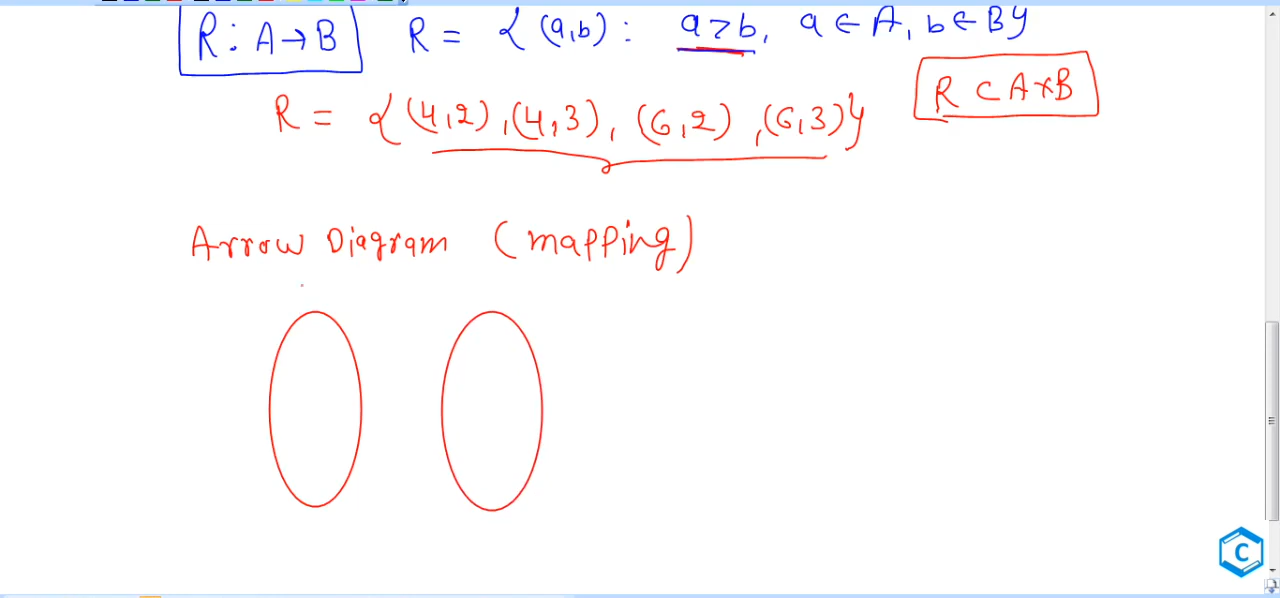 R : A → B R = { (a,b) : a > b, a ∈ A, b ∈ B }
R = { (4,2), (4,3), (6,2), (6,3) } R ⊂ A×B
Arrow Diagram (mapping)
C